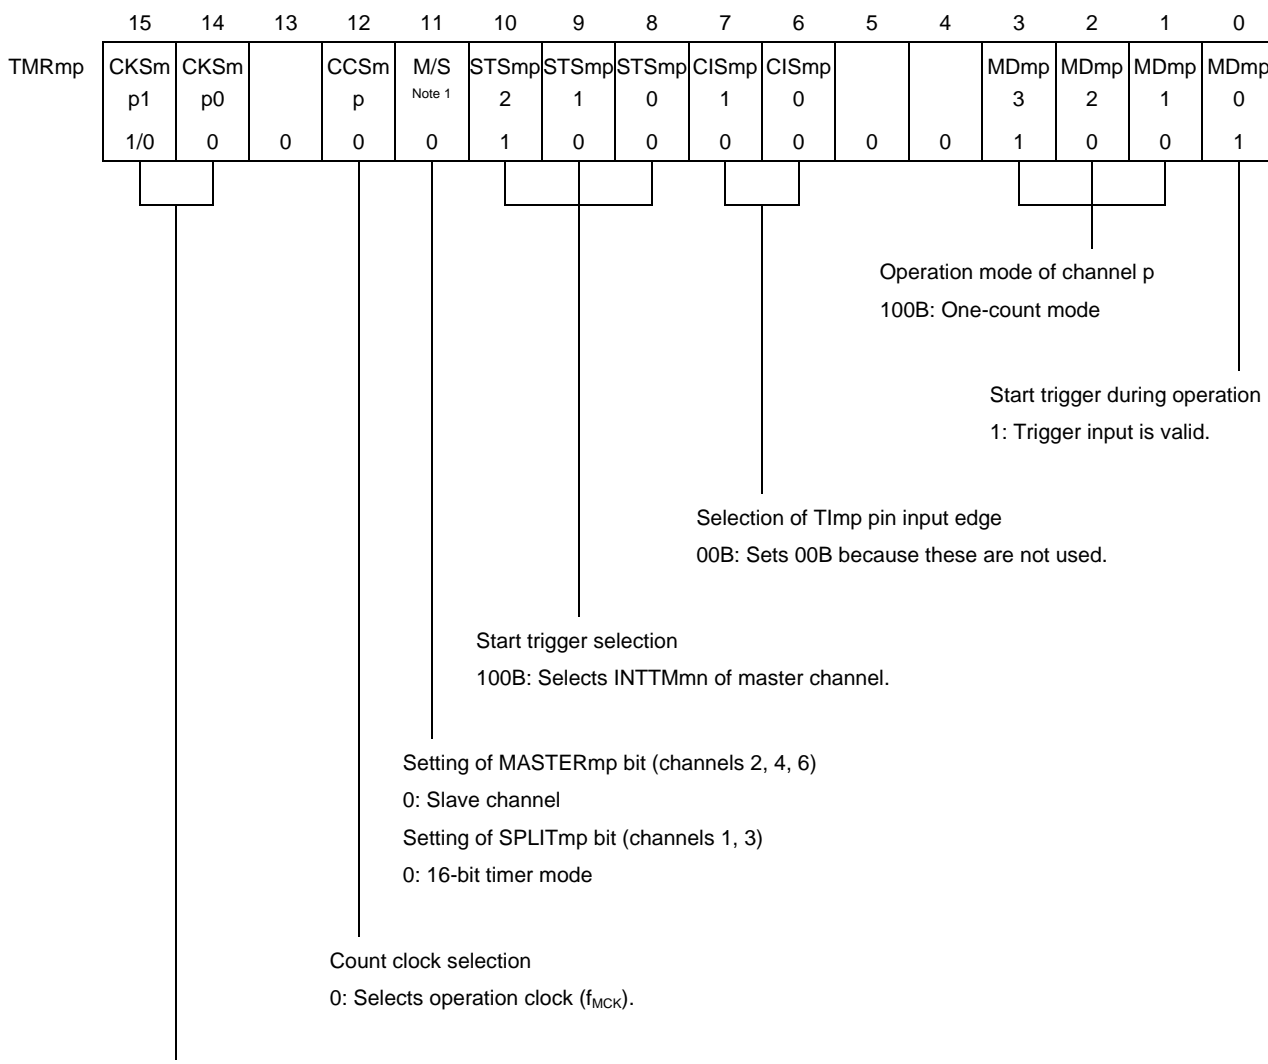 15 14 13 12 11 10 9 8 7 6 5 4 3 2 1 0
TMRmp CKSm CKSm CCSm M/S STSmp STSmp STSmp CISmp CISmp MDmp MDmp MDmp MDmp
p1 p0 p Note 1 2 1 0 1 0 3 2 1 0
1/0 0 0 0 0 1 0 0 0 0 0 0 1 0 0 1
Operation mode of channel p
100B: One-count mode
Start trigger during operation
1: Trigger input is valid.
Selection of TImp pin input edge
00B: Sets 00B because these are not used.
Start trigger selection
100B: Selects INTTMmn of master channel.
Setting of MASTERmp bit (channels 2, 4, 6)
0: Slave channel
Setting of SPLITmp bit (channels 1, 3)
0: 16-bit timer mode
Count clock selection
0: Selects operation clock (fMCK).